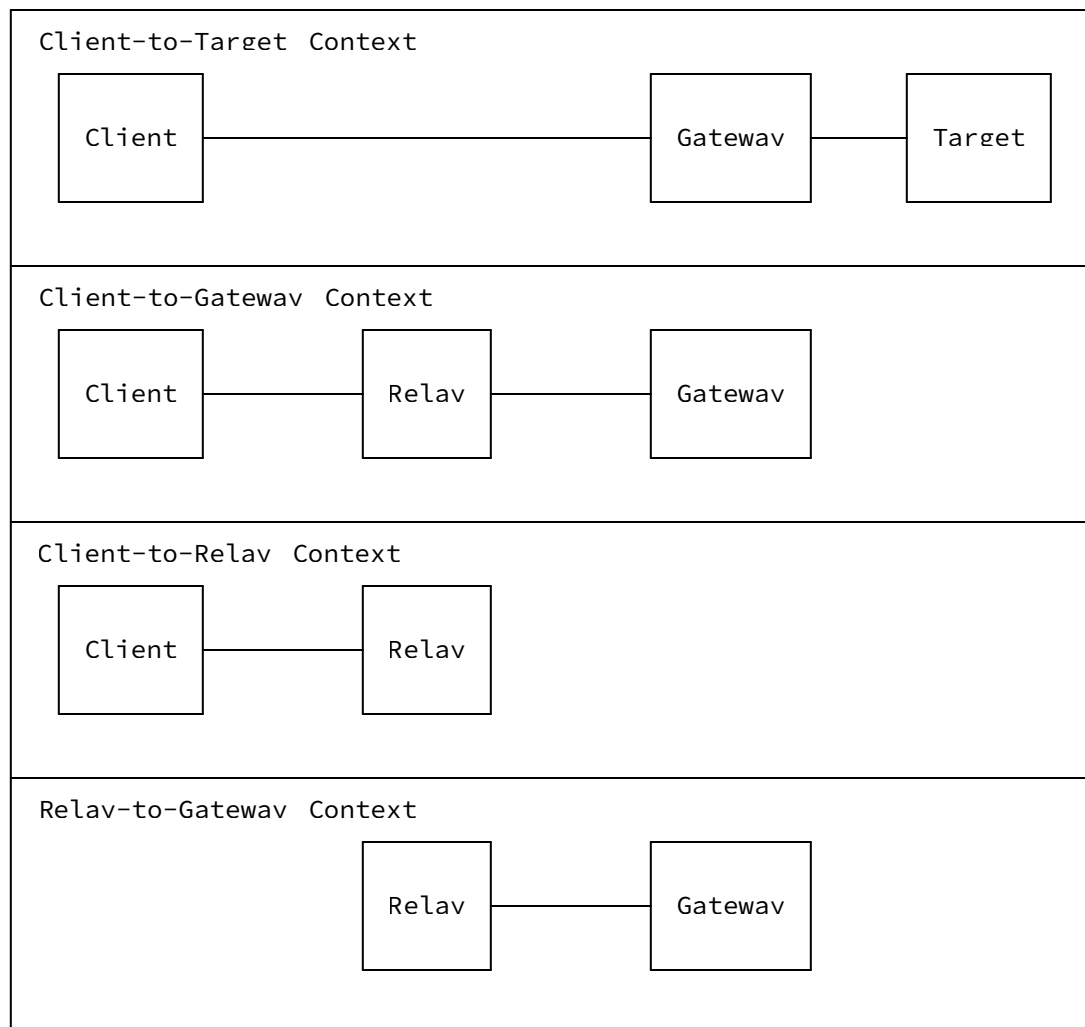 Client-to-Target Context
Client Gateway Target
Client-to-Gateway Context
Client Relay Gateway
Client-to-Relay Context
Client Relay
Relay-to-Gateway Context
Relay Gateway